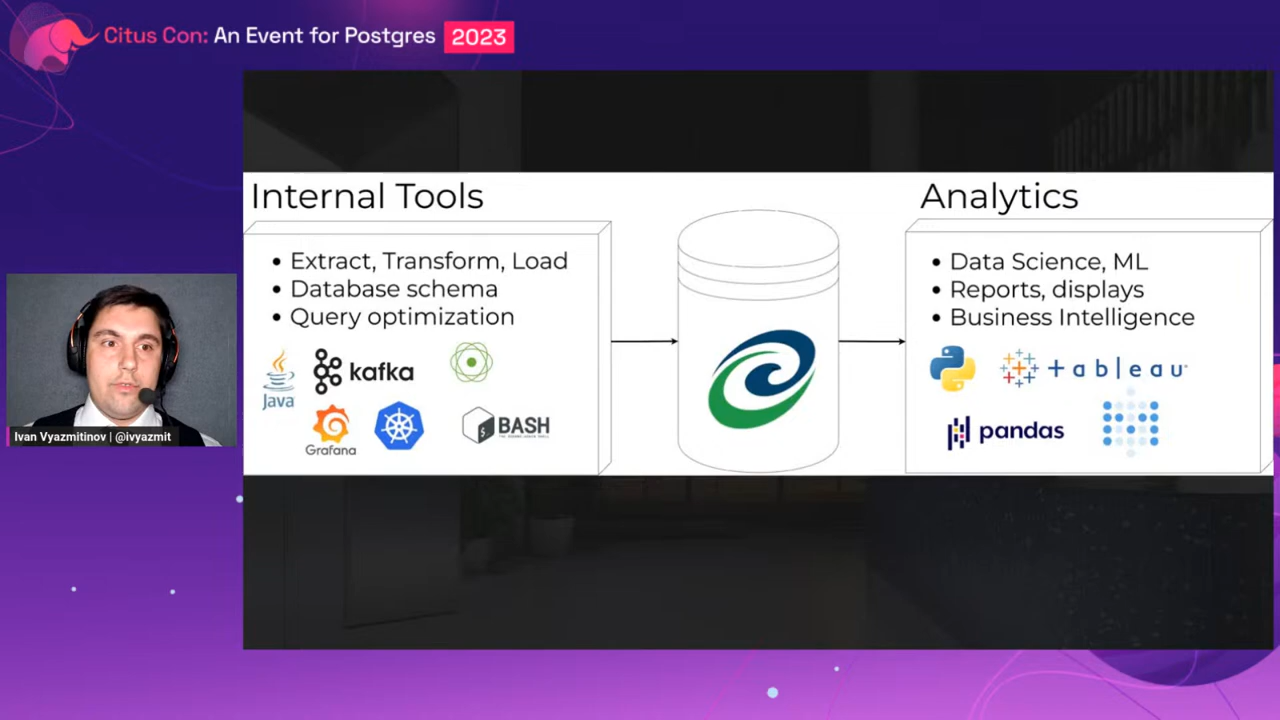 Citus Con: An Event for Postgres 2023
Internal Tools
• Extract, Transform, Load
• Database schema
• Query optimization
Java
kafka
Grafana
$_ BASH
Analytics
• Data Science, ML
• Reports, displays
• Business Intelligence
+ableau
pandas
Ivan Vyazmitinov | @ivyazmit